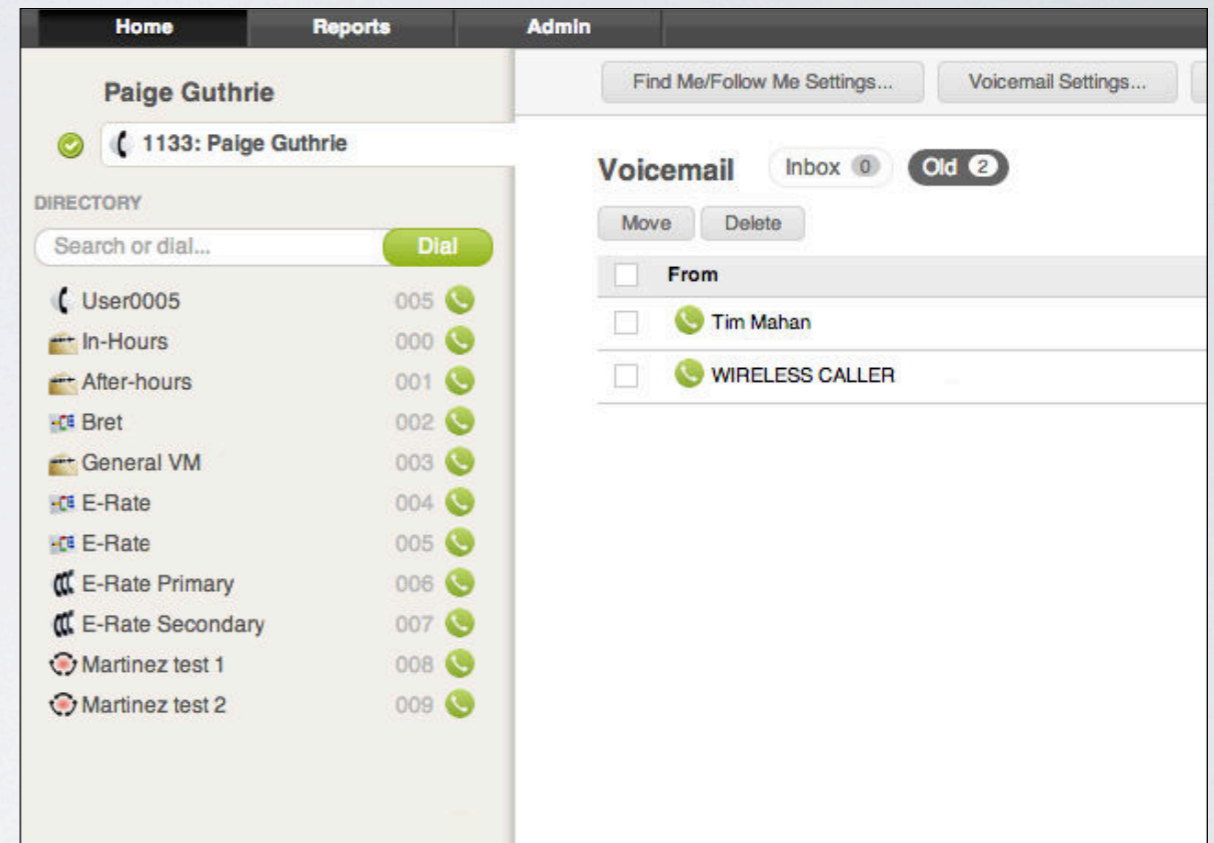 Home Reports Admin
Paige Guthrie
1133: Paige Guthrie
DIRECTORY
Search or dial... Dial
User0005 005
In-Hours 000
After-hours 001
Bret 002
General VM 003
E-Rate 004
E-Rate 005
E-Rate Primary 006
E-Rate Secondary 007
Martinez test 1 008
Martinez test 2 009
Find Me/Follow Me Settings... Voicemail Settings...
Voicemail Inbox 0 Old 2
Move Delete
From
Tim Mahan
WIRELESS CALLER